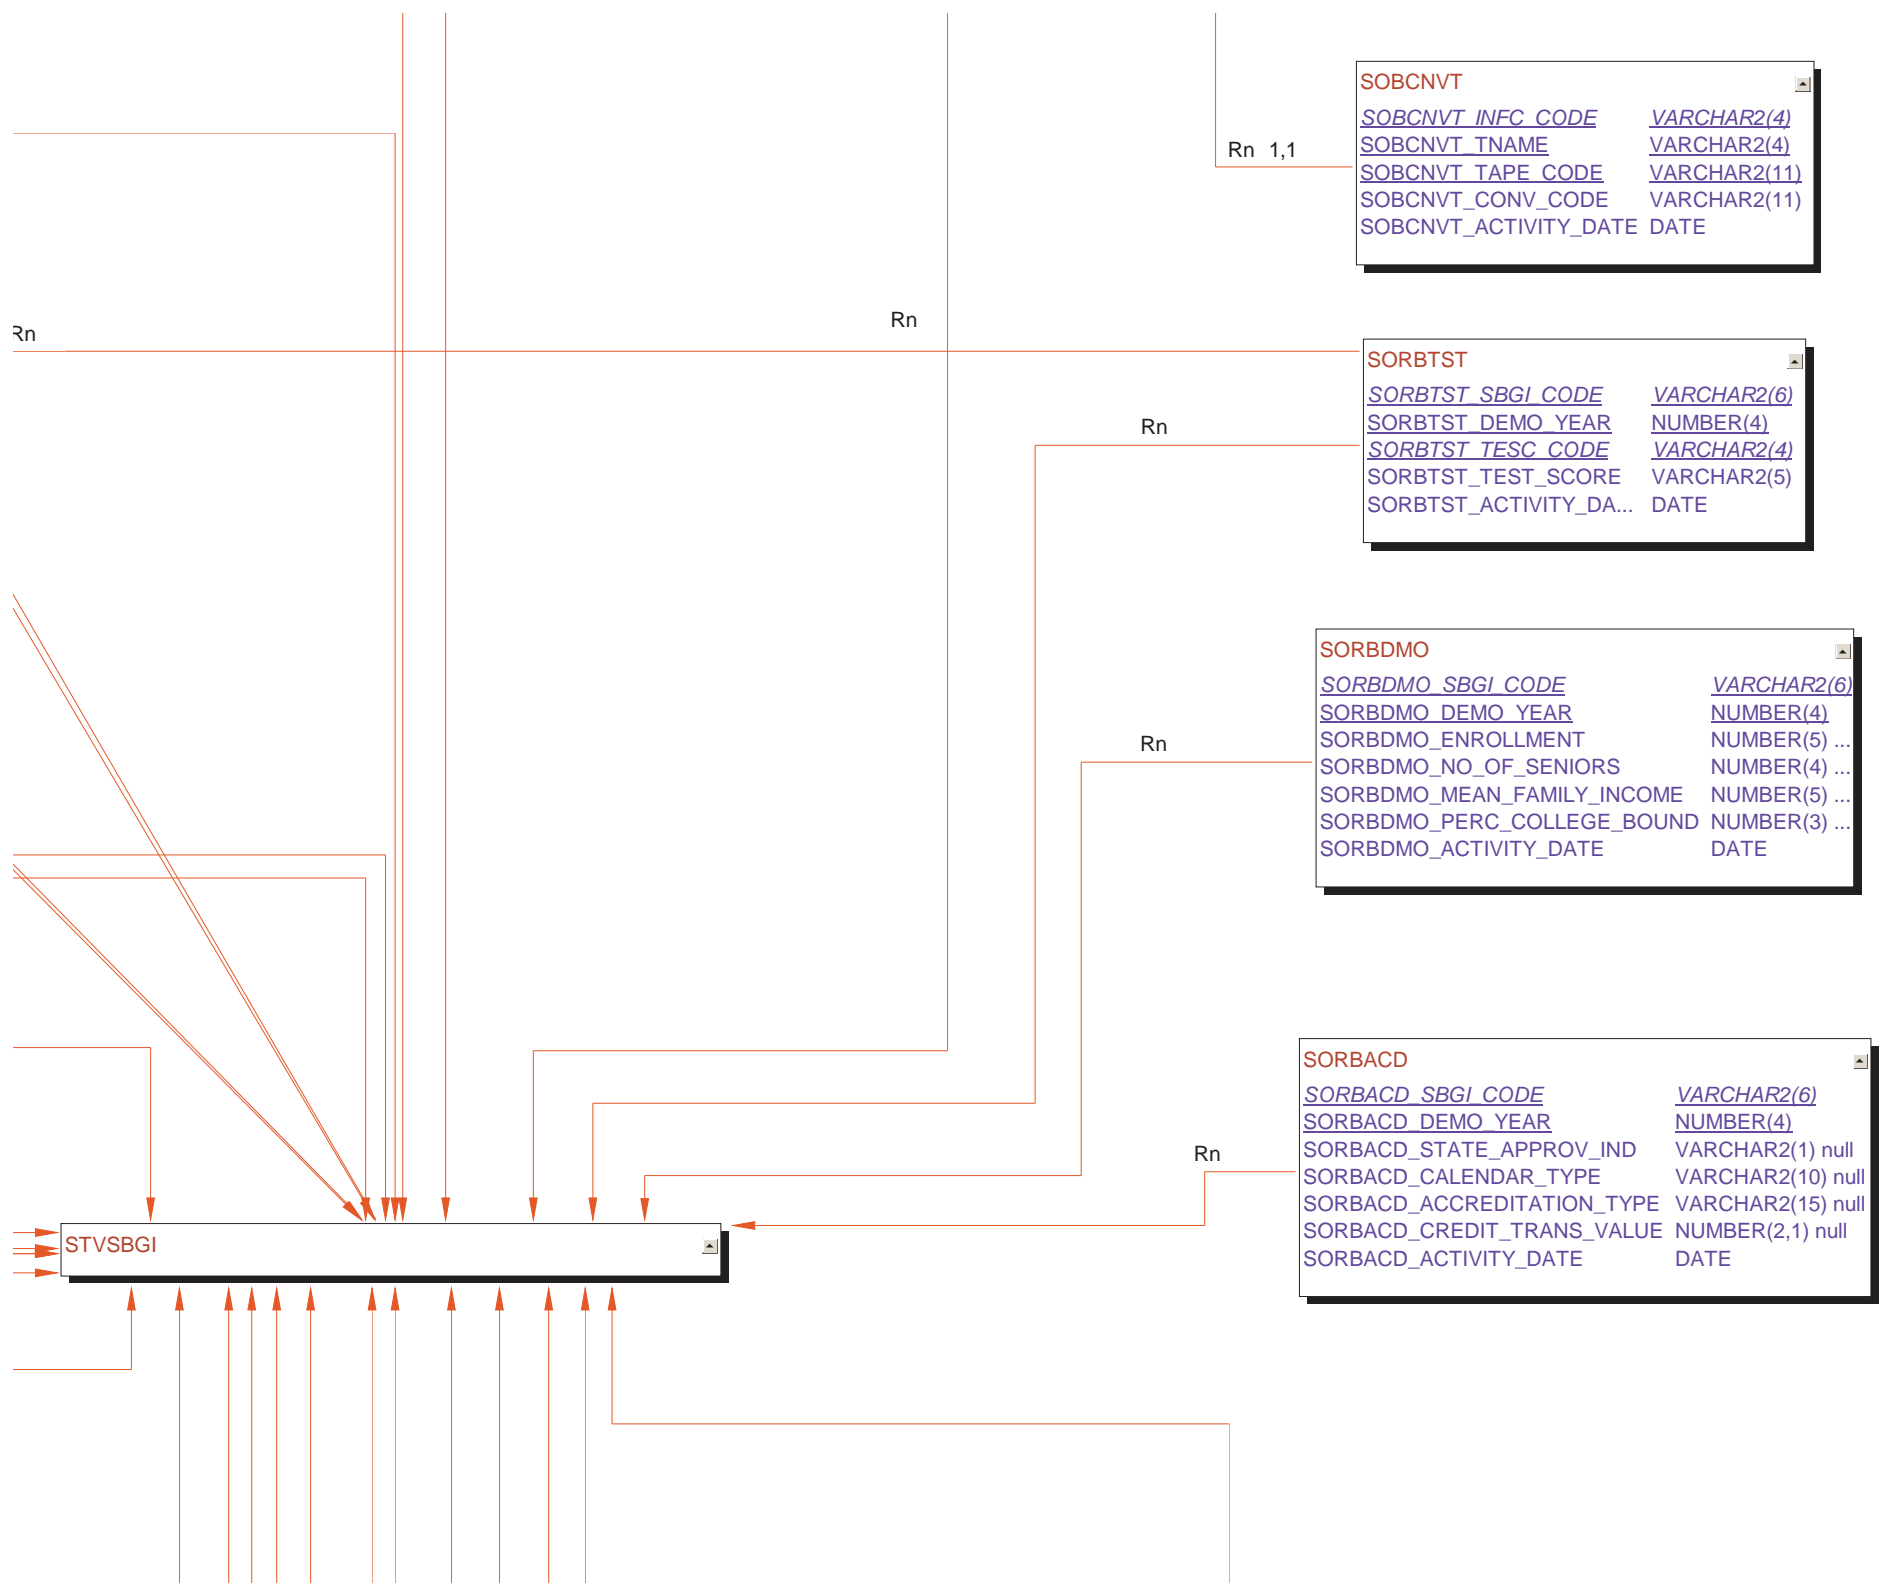 SOBCNVT
SOBCNVT_INFC_CODE VARCHAR2(4)
SOBCNVT_TNAME VARCHAR2(4)
SOBCNVT_TAPE_CODE VARCHAR2(11)
SOBCNVT_CONV_CODE VARCHAR2(11)
SOBCNVT_ACTIVITY_DATE DATE
Rn 1,1
Rn
Rn
SORBTST
SORBTST_SBGI_CODE VARCHAR2(6)
SORBTST_DEMO_YEAR NUMBER(4)
SORBTST_TESC_CODE VARCHAR2(4)
SORBTST_TEST_SCORE VARCHAR2(5)
SORBTST_ACTIVITY_DA... DATE
Rn
SORBDMO
SORBDMO_SBGI_CODE VARCHAR2(6)
SORBDMO_DEMO_YEAR NUMBER(4)
SORBDMO_ENROLLMENT NUMBER(5) ...
SORBDMO_NO_OF_SENIORS NUMBER(4) ...
SORBDMO_MEAN_FAMILY_INCOME NUMBER(5) ...
SORBDMO_PERC_COLLEGE_BOUND NUMBER(3) ...
SORBDMO_ACTIVITY_DATE DATE
Rn
SORBACD
SORBACD_SBGI_CODE VARCHAR2(6)
SORBACD_DEMO_YEAR NUMBER(4)
SORBACD_STATE_APPROV_IND VARCHAR2(1) null
SORBACD_CALENDAR_TYPE VARCHAR2(10) null
SORBACD_ACCREDITATION_TYPE VARCHAR2(15) null
SORBACD_CREDIT_TRANS_VALUE NUMBER(2,1) null
SORBACD_ACTIVITY_DATE DATE
Rn
STVSBGI